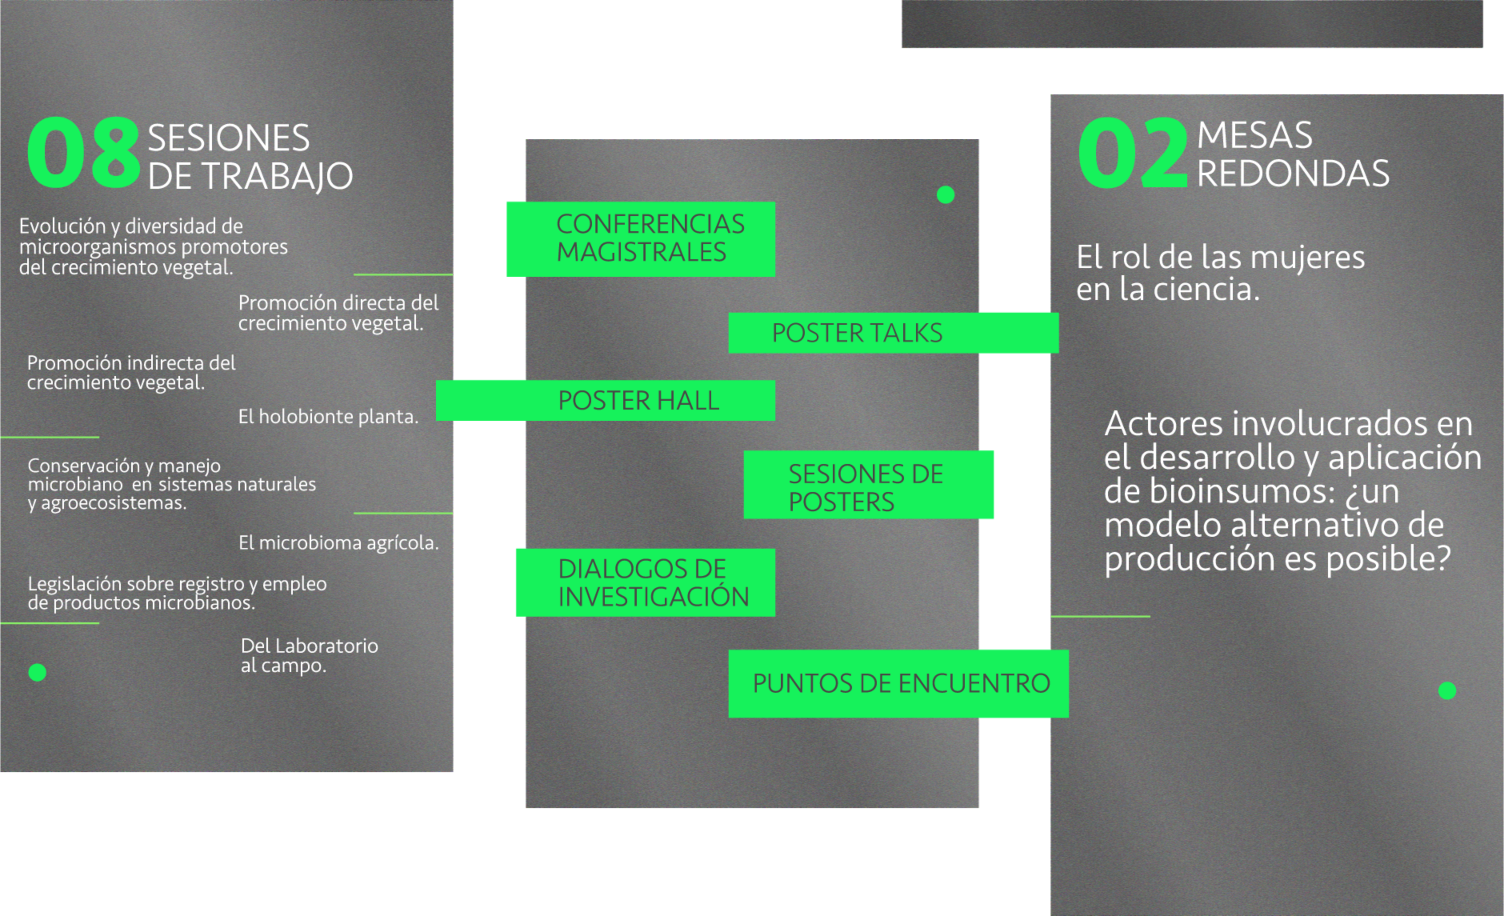 08 SESIONES
DE TRABAJO
Evolución y diversidad de
microorganismos promotores
del crecimiento vegetal.
Promoción directa del
crecimiento vegetal.
Promoción indirecta del
crecimiento vegetal.
El holobionte planta.
Conservación y manejo
microbiano en sistemas naturales
y agroecosistemas.
El microbioma agrícola.
Legislación sobre registro y empleo
de productos microbianos.
Del Laboratorio
al campo.
CONFERENCIAS
MAGISTRALES
POSTER TALKS
POSTER HALL
SESIONES DE
POSTERS
DIALOGOS DE
INVESTIGACIÓN
PUNTOS DE ENCUENTRO
02 MESAS
REDONDAS
El rol de las mujeres
en la ciencia.
Actores involucrados en
el desarrollo y aplicación
de bioinsumos: ¿un
modelo alternativo de
producción es posible?